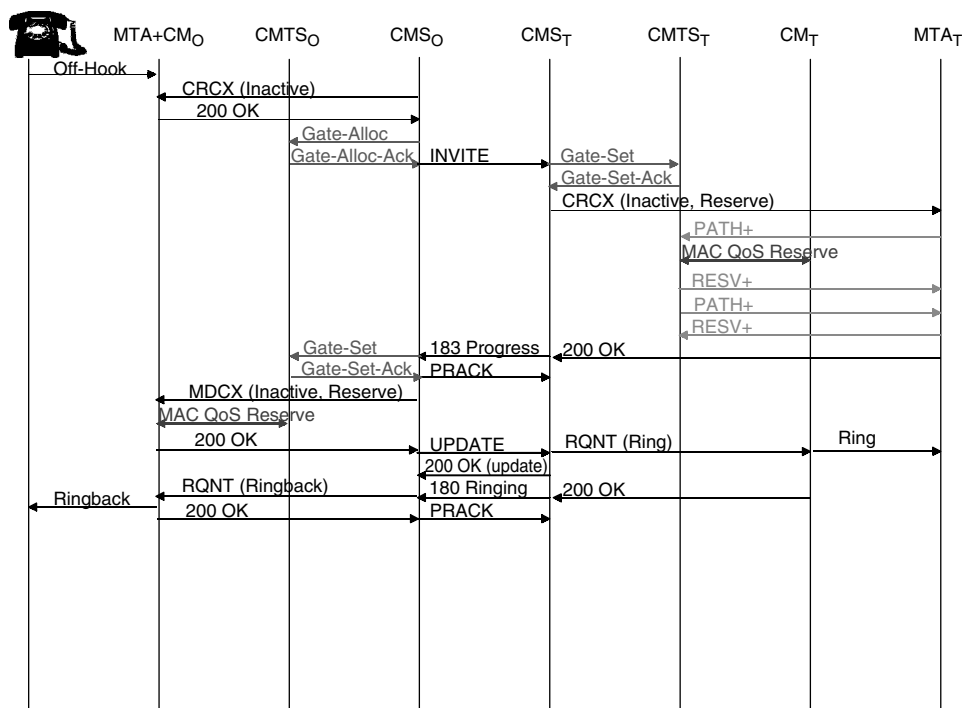 MTA+CMO CMTSO CMSO CMST CMTST CMT MTAT
Off-Hook
CRCX (Inactive)
200 OK
Gate-Alloc
Gate-Alloc-Ack INVITE Gate-Set
Gate-Set-Ack
CRCX (Inactive, Reserve)
PATH+
MAC QoS Reserve
RESV+
PATH+
RESV+
Gate-Set 183 Progress 200 OK
Gate-Set-Ack PRACK
MDCX (Inactive, Reserve)
MAC QoS Reserve
200 OK UPDATE RQNT (Ring) Ring
200 OK (update)
RQNT (Ringback) 180 Ringing 200 OK
Ringback
200 OK PRACK